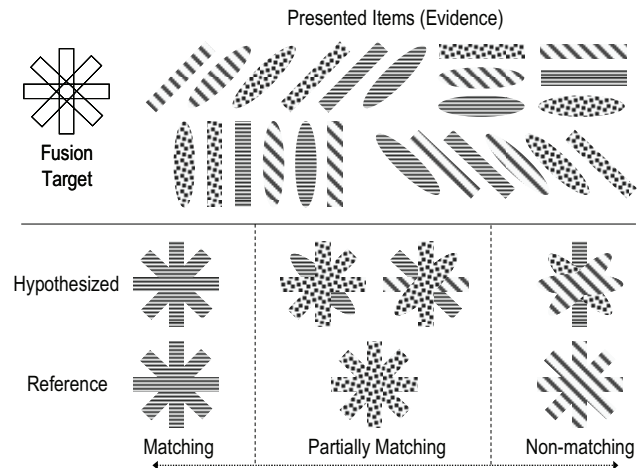 Presented Items (Evidence)
Fusion
Target
Hypothesized
Reference
Matching
Partially Matching
Non-matching